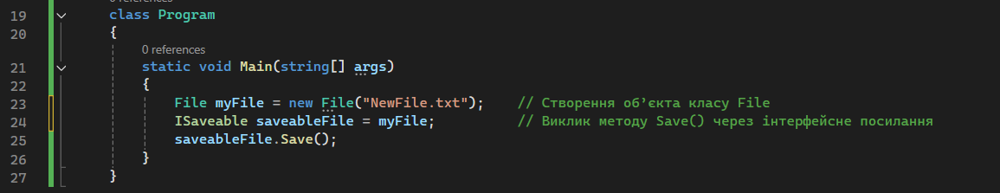 0 references
19 class Program
20 {
0 references
21 static void Main(string[] args)
22 {
23 File myFile = new File("NewFile.txt"); // Створення об’єкта класу File
24 ISaveable saveableFile = myFile; // Виклик методу Save() через інтерфейсне посилання
25 saveableFile.Save();
26 }
27 }